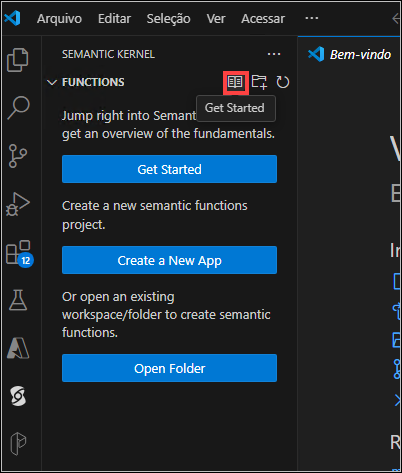 Arquivo Editar Seleção Ver Acessar ...
SEMANTIC KERNEL ...
Bem-vindo
FUNCTIONS
Get Started
Jump right into Semant
get an overview of the fundamentals.
Get Started
Create a new semantic functions
project.
Create a New App
12
Or open an existing
workspace/folder to create semantic
functions.
Open Folder